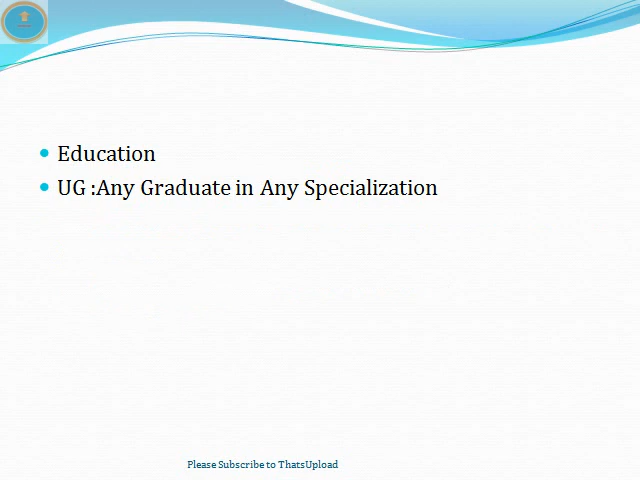 Education
UG :Any Graduate in Any Specialization
Please Subscribe to ThatsUpload